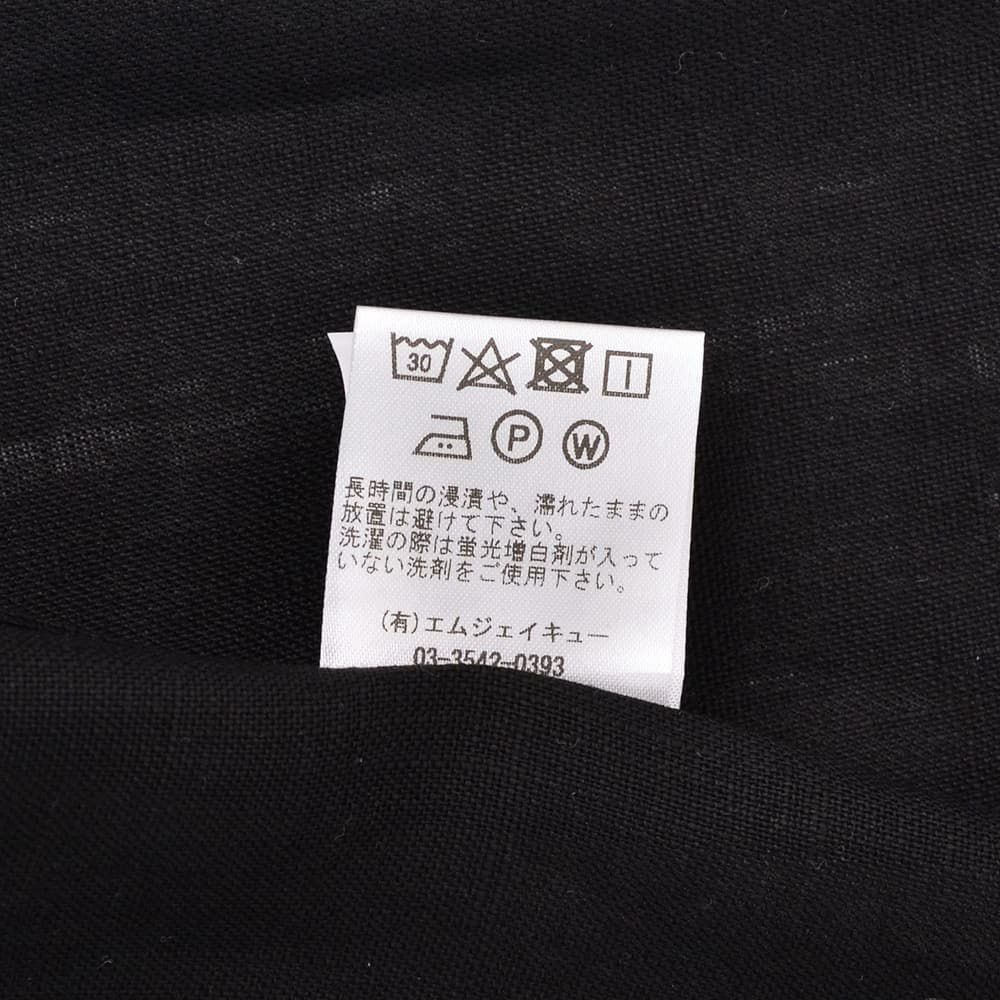 30
P W
長時間の浸漬や、濡れたままの
放置は避けて下さい。
洗濯の際は蛍光増白剤が入って
いない洗剤をご使用下さい。
(有)エムジェイキュー
03-3542-0393